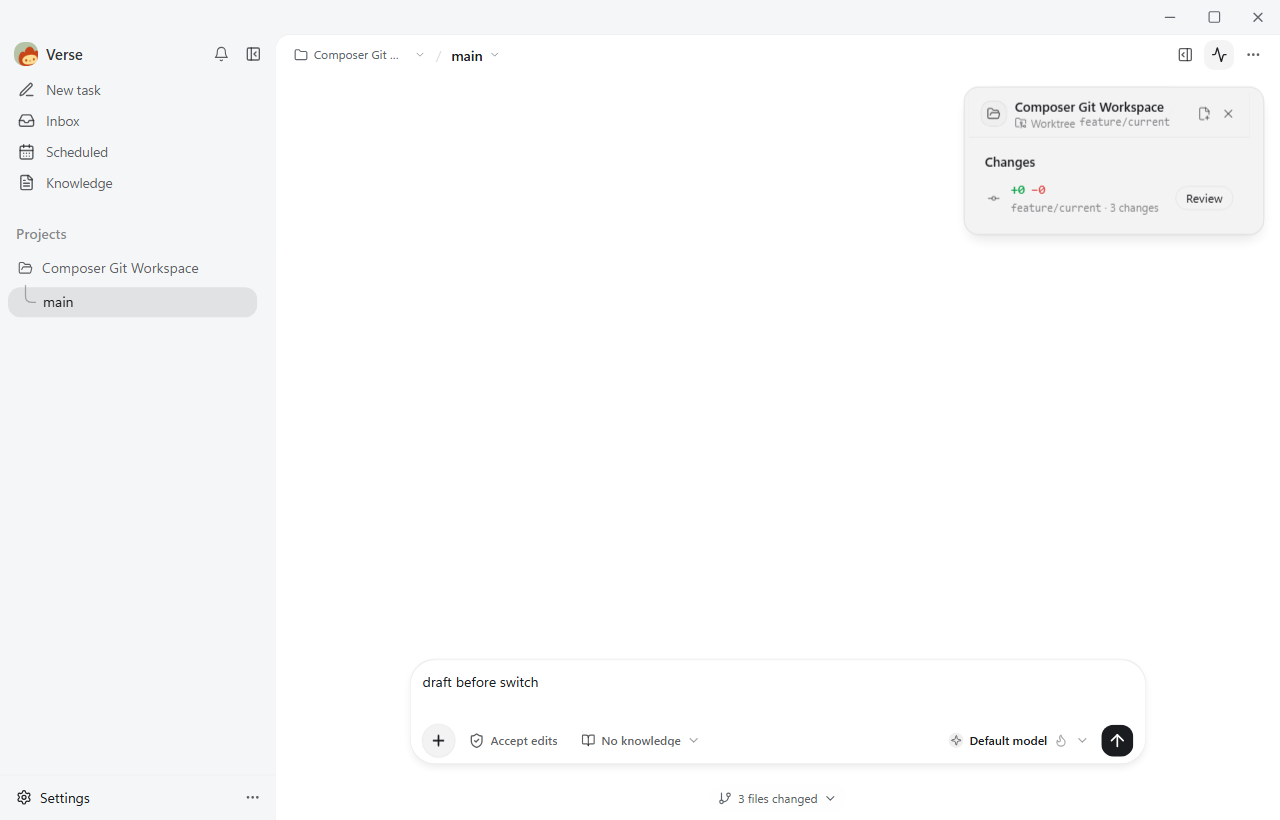 Verse
New task
Inbox
Scheduled
Knowledge
Projects
Composer Git Workspace
main
Settings
Composer Git ... / main
Composer Git Workspace
Worktree feature/current
Changes
+0 −0
feature/current · 3 changes
Review
draft before switch
Accept edits
No knowledge
Default model
3 files changed